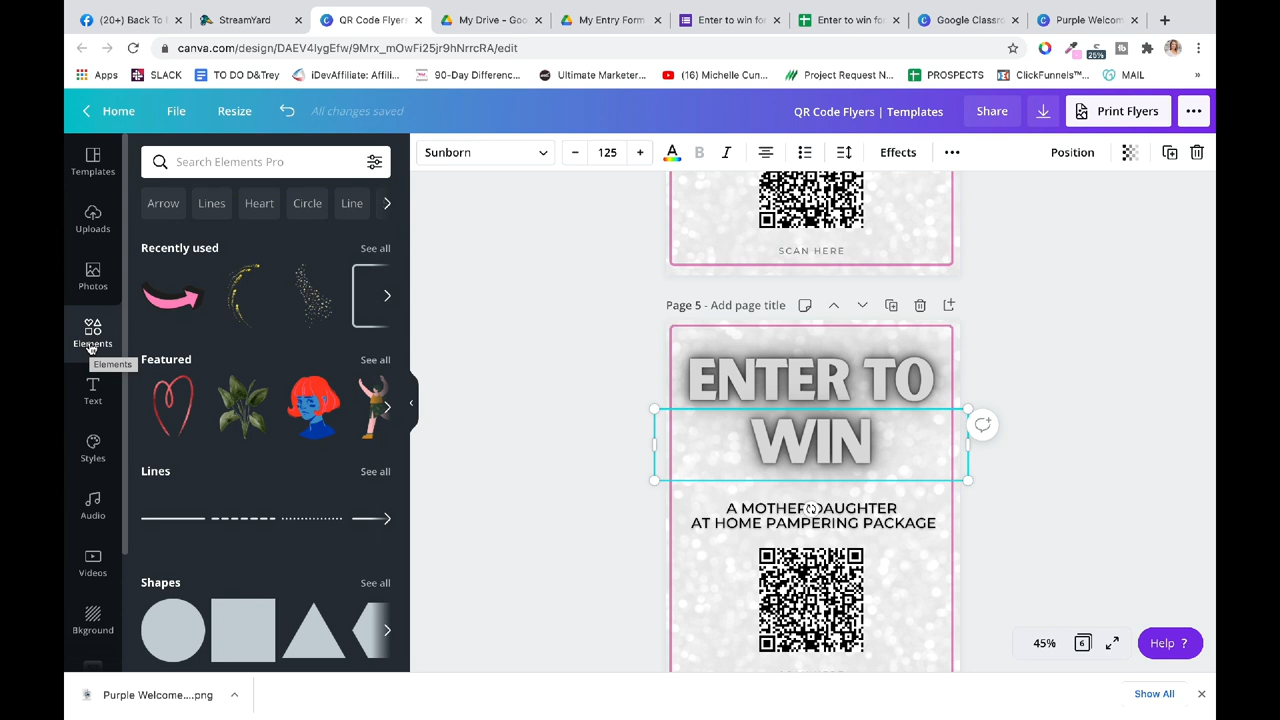 (20+) Back To I
StreamYard
QR Code Flyers
My Drive - Goo
My Entry Form
Enter to win for
Enter to win for
Google Classro
Purple Welcom
canva.com/design/DAEV4lygEfw/9Mrx_mOwFi25jr9hNrrcRA/edit
25%
Apps
SLACK
TO DO D&Trey
iDevAffiliate: Affili...
90-Day Difference...
Ultimate Marketer...
(16) Michelle Cun...
Project Request N...
PROSPECTS
ClickFunnels™...
MAIL
»
Home
File
Resize
All changes saved
QR Code Flyers | Templates
Share
Print Flyers
Templates
Uploads
Photos
Elements
Elements
Text
Styles
Audio
Videos
Bkground
Search Elements Pro
Arrow
Lines
Heart
Circle
Line
Recently used
See all
Featured
See all
Lines
See all
Shapes
See all
Sunborn
125
A
B
I
Effects
Position
SCAN HERE
Page 5 - Add page title
ENTER TO
WIN
A MOTHER DAUGHTER
AT HOME PAMPERING PACKAGE
45%
6
Help ?
Purple Welcome....png
Show All